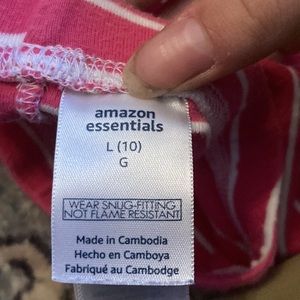 amazon
essentials
L (10)
G
WEAR SNUG-FITTING
NOT FLAME RESISTANT
Made in Cambodia
Hecho en Camboya
Fabriqué au Cambodge